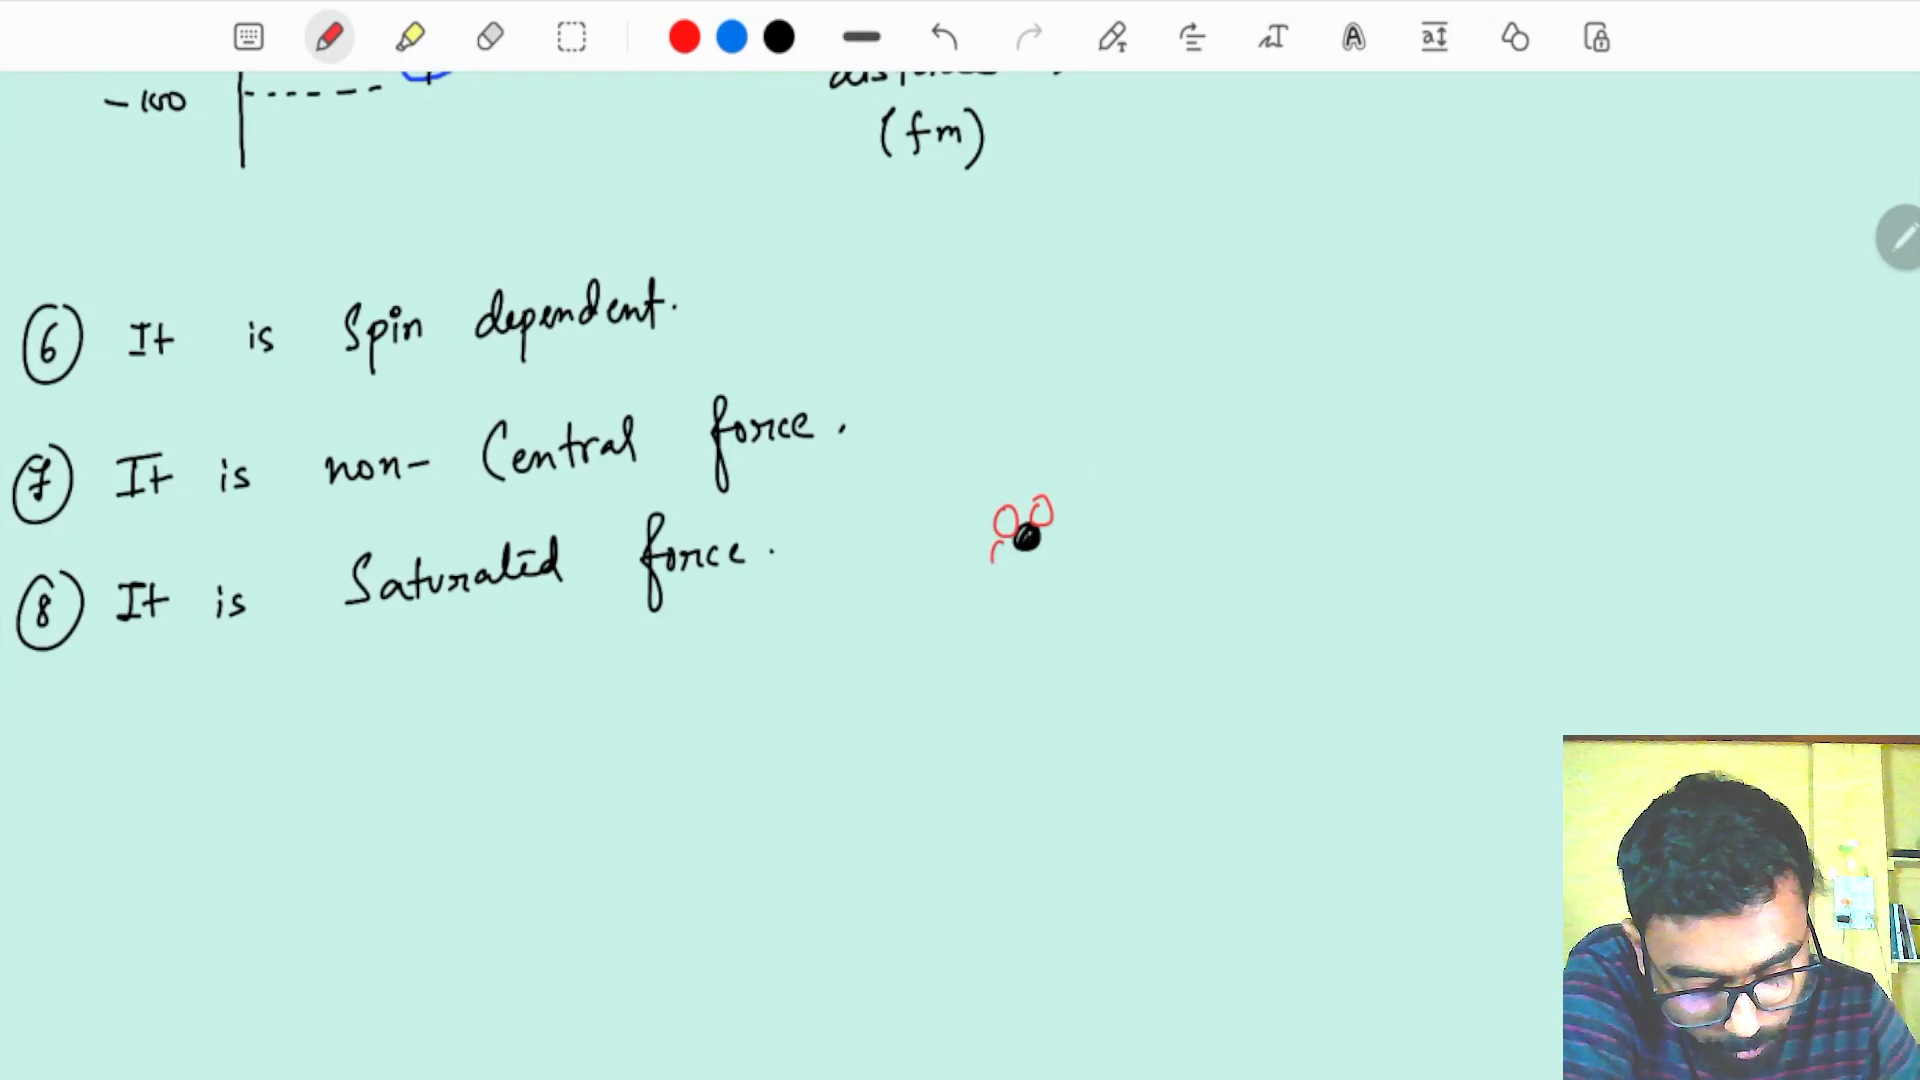 - 100
(fm)
6 It is Spin dependent.
7 It is non- Central force.
8 It is Saturated force.